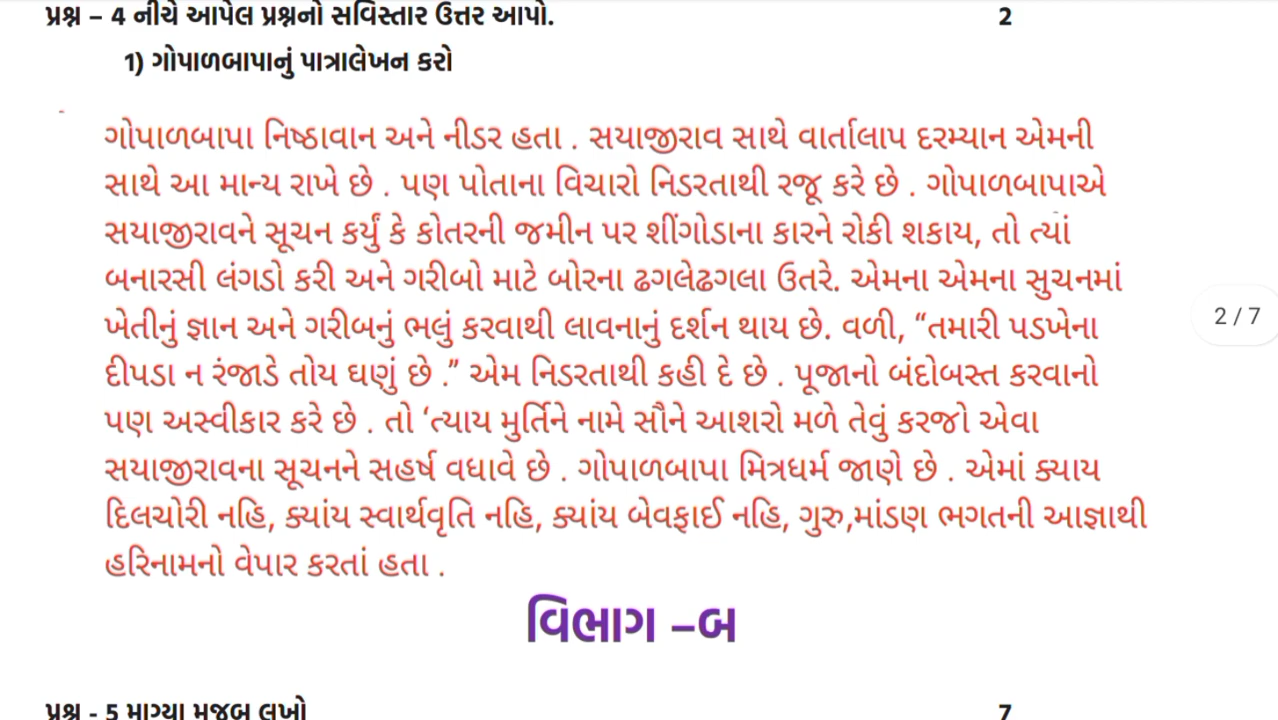 પ્રશ્ન – 4 નીચે આપેલ પ્રશ્નનો સવિસ્તાર ઉત્તર આપો. 2
1) ગોપાળબાપાનું પાત્રાલેખન કરો
ગોપાળબાપા નિષ્ઠાવાન અને નીડર હતા . સયાજીરાવ સાથે વાર્તાલાપ દરમ્યાન એમની
સાથે આ માન્ય રાખે છે . પણ પોતાના વિચારો નિડરતાથી રજૂ કરે છે . ગોપાળબાપાએ
સયાજીરાવને સૂચન કર્યું કે કોતરની જમીન પર શીંગોડાના કારને રોકી શકાય, તો ત્યાં
બનારસી લંગડો કરી અને ગરીબો માટે બોરના ઢગલેઢગલા ઉતરે. એમના એમના સુચનમાં
ખેતીનું જ્ઞાન અને ગરીબનું ભલું કરવાથી લાવનાનું દર્શન થાય છે. વળી, “તમારી પડખેના
દીપડા ન રંજાડે તોય ઘણું છે .” એમ નિડરતાથી કહી દે છે . પૂજાનો બંદોબસ્ત કરવાનો
પણ અસ્વીકાર કરે છે . તો ‘ત્યાય મુર્તિને નામે સૌને આશરો મળે તેવું કરજો એવા
સયાજીરાવના સૂચનને સહર્ષ વધાવે છે . ગોપાળબાપા મિત્રધર્મ જાણે છે . એમાં ક્યાય
દિલચોરી નહિ, ક્યાંય સ્વાર્થવૃતિ નહિ, ક્યાંય બેવફાઈ નહિ, ગુરુ,માંડણ ભગતની આજ્ઞાથી
હરિનામનો વેપાર કરતાં હતા .
2 / 7
વિભાગ –બ
પ્રશ્ન - 5 માગ્યા મુજબ લખો 7